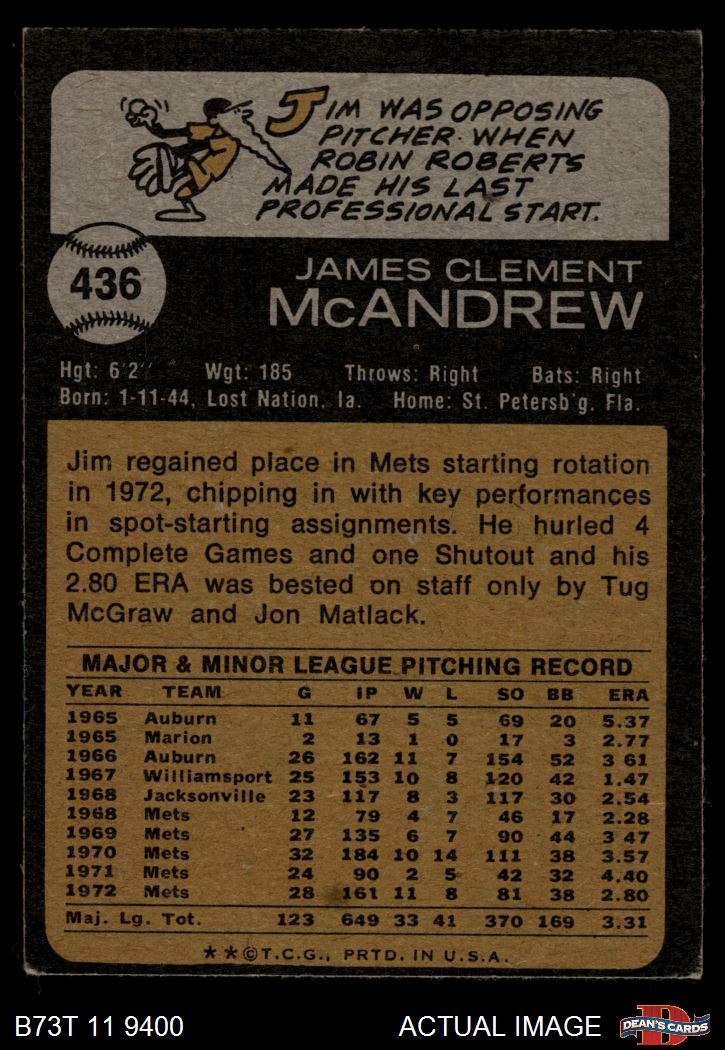 JIM WAS OPPOSING
PITCHER WHEN
ROBIN ROBERTS
MADE HIS LAST
PROFESSIONAL START.
436
JAMES CLEMENT
McANDREW
Hgt: 6'2" Wgt: 185 Throws: Right Bats: Right
Born: 1-11-44, Lost Nation, Ia. Home: St. Petersb'g, Fla.
Jim regained place in Mets starting rotation
in 1972, chipping in with key performances
in spot-starting assignments. He hurled 4
Complete Games and one Shutout and his
2.80 ERA was bested on staff only by Tug
McGraw and Jon Matlack.
MAJOR & MINOR LEAGUE PITCHING RECORD
YEAR TEAM G IP W L SO BB ERA
1965 Auburn 11 67 5 5 69 20 5.37
1965 Marion 2 13 1 0 17 3 2.77
1966 Auburn 26 162 11 7 154 52 3 61
1967 Williamsport 25 153 10 8 120 42 1.47
1968 Jacksonville 23 117 8 3 117 30 2.54
1968 Mets 12 79 4 7 46 17 2.28
1969 Mets 27 135 6 7 90 44 3 47
1970 Mets 32 184 10 14 111 38 3.57
1971 Mets 24 90 2 5 42 32 4.40
1972 Mets 28 161 11 8 81 38 2.80
Maj. Lg. Tot. 123 649 33 41 370 169 3.31
**©T.C.G., PRTD. IN U.S.A.
B73T 11 9400 ACTUAL IMAGE D DEAN'S CARDS